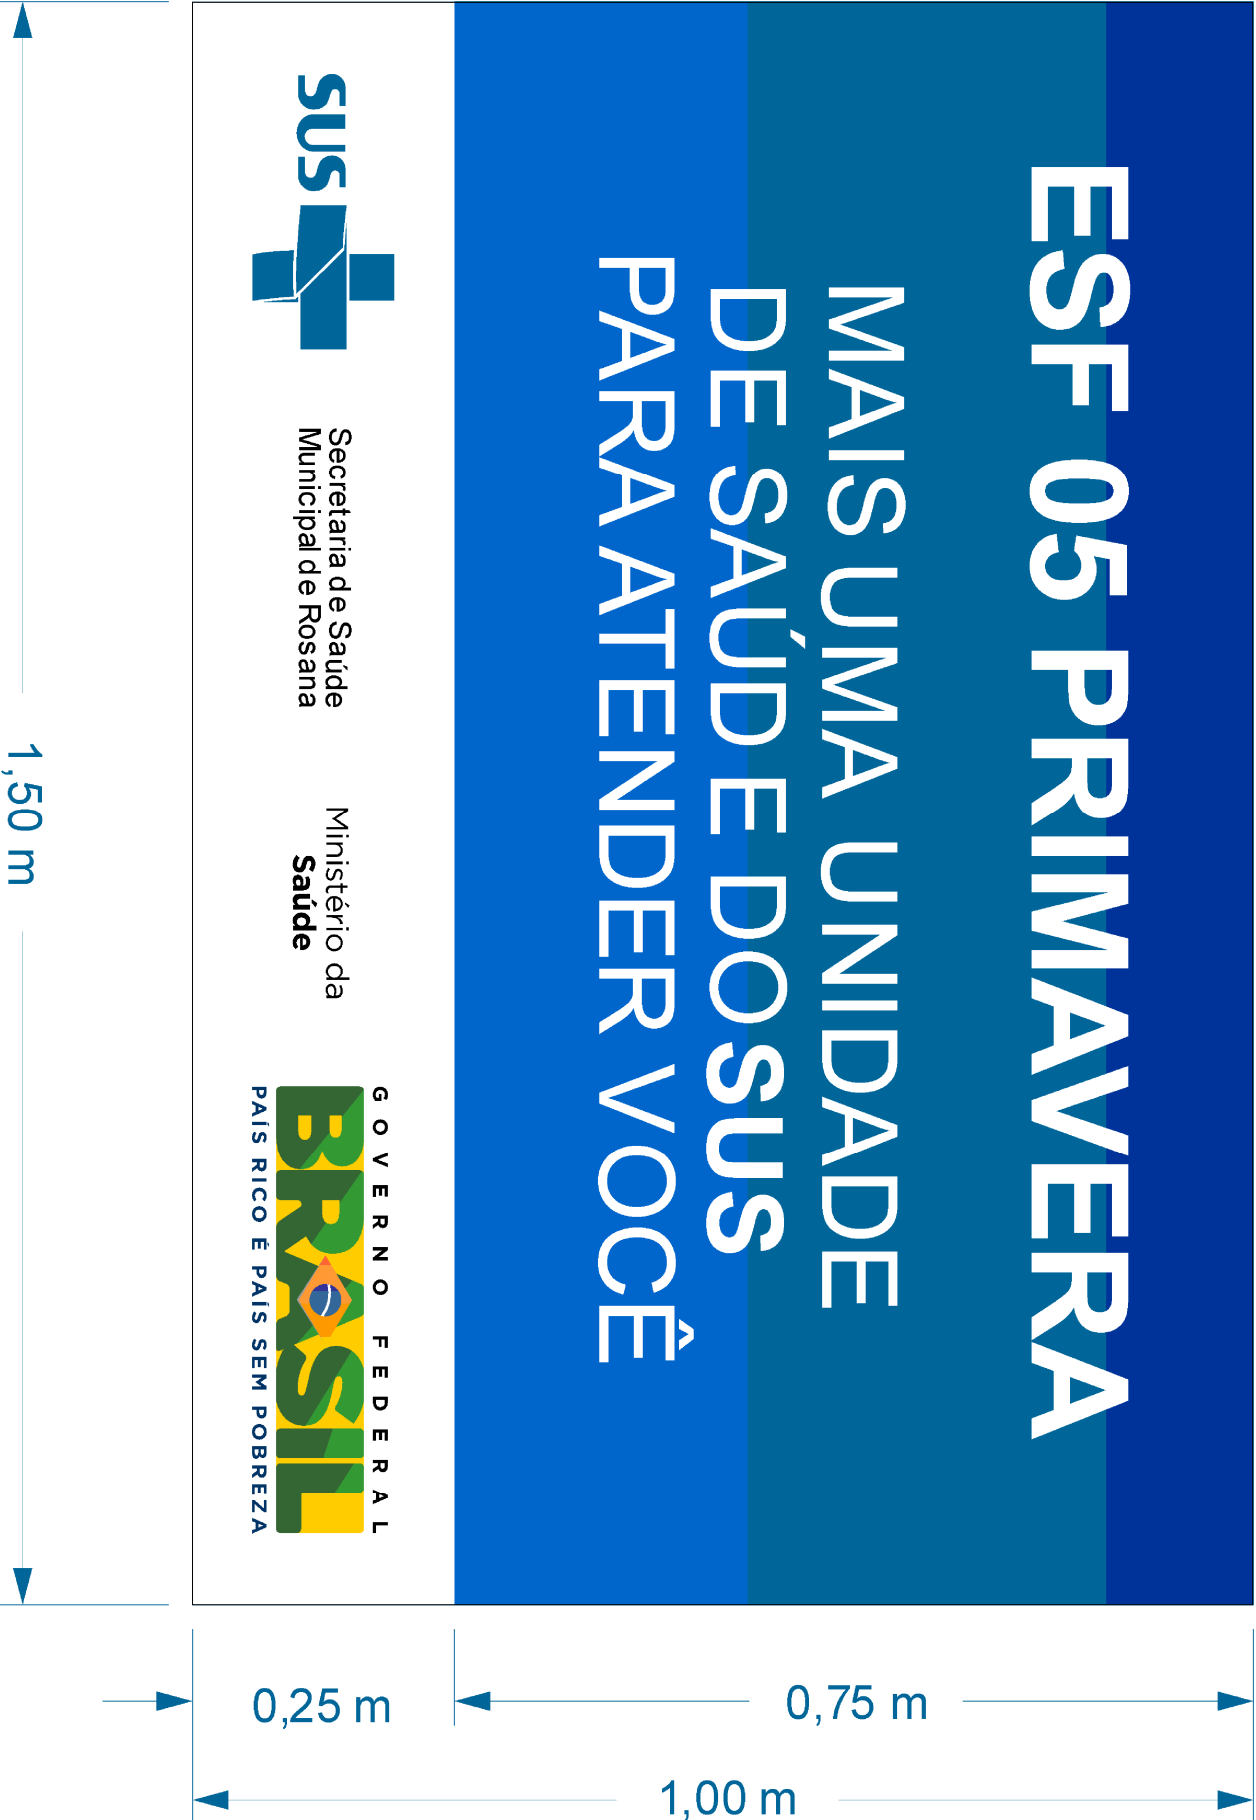 ESF 05 PRIMAVERA
MAIS UMA UNIDADE
DE SAÚDE DO SUS
PARA ATENDER VOCÊ
SUS
Secretaria de Saúde
Municipal de Rosana
Ministério da
Saúde
GOVERNO FEDERAL
BRASIL
PAÍS RICO É PAÍS SEM POBREZA
1,50 m
0,25 m
0,75 m
1,00 m